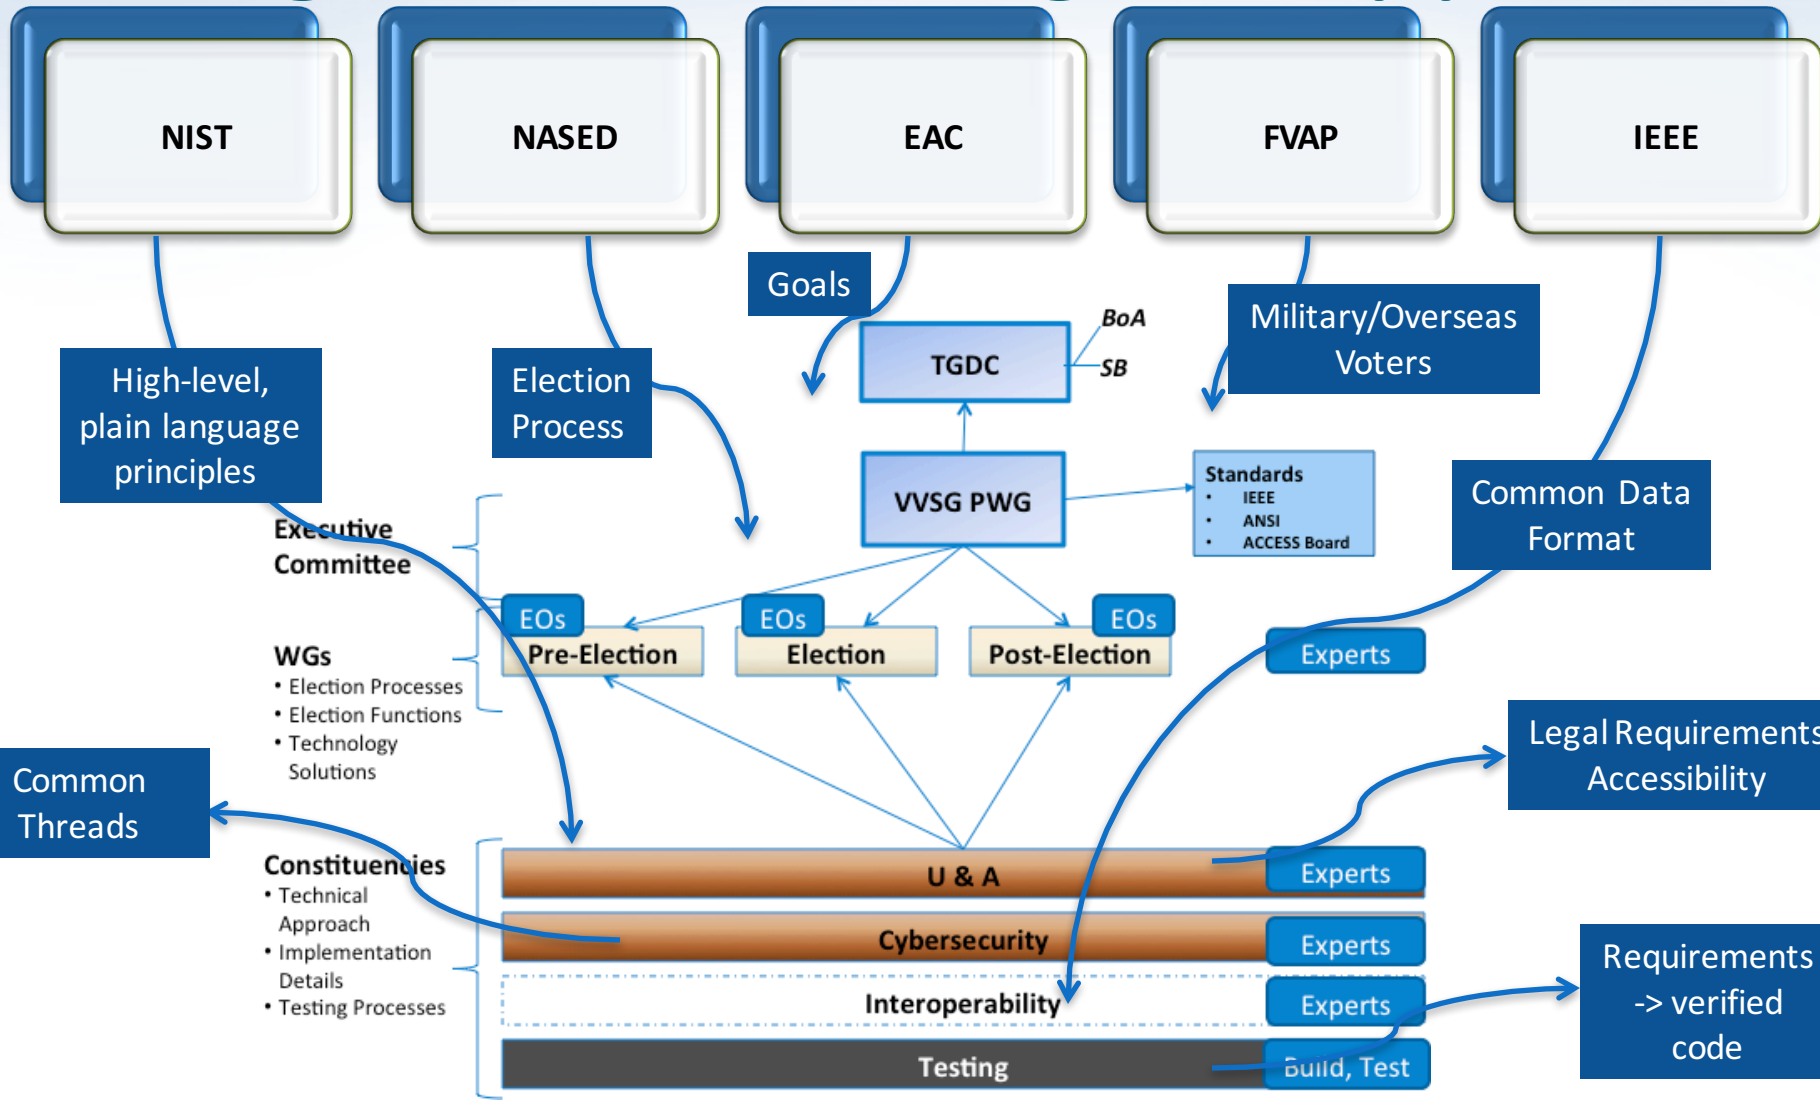 NIST
NASED
EAC
FVAP
IEEE
Goals
High-level,
plain language
principles
Election
Process
TGDC
BoA
SB
Military/Overseas
Voters
VVSG PWG
Standards
• IEEE
• ANSI
• ACCESS Board
Common Data
Format
Executive
Committee
EOs
EOs
EOs
WGs
• Election Processes
• Election Functions
• Technology
Solutions
Pre-Election
Election
Post-Election
Experts
Legal Requirements
Accessibility
Common
Threads
Constituencies
• Technical
Approach
• Implementation
Details
• Testing Processes
U & A
Experts
Cybersecurity
Experts
Interoperability
Experts
Testing
Build, Test
Requirements
-> verified
code